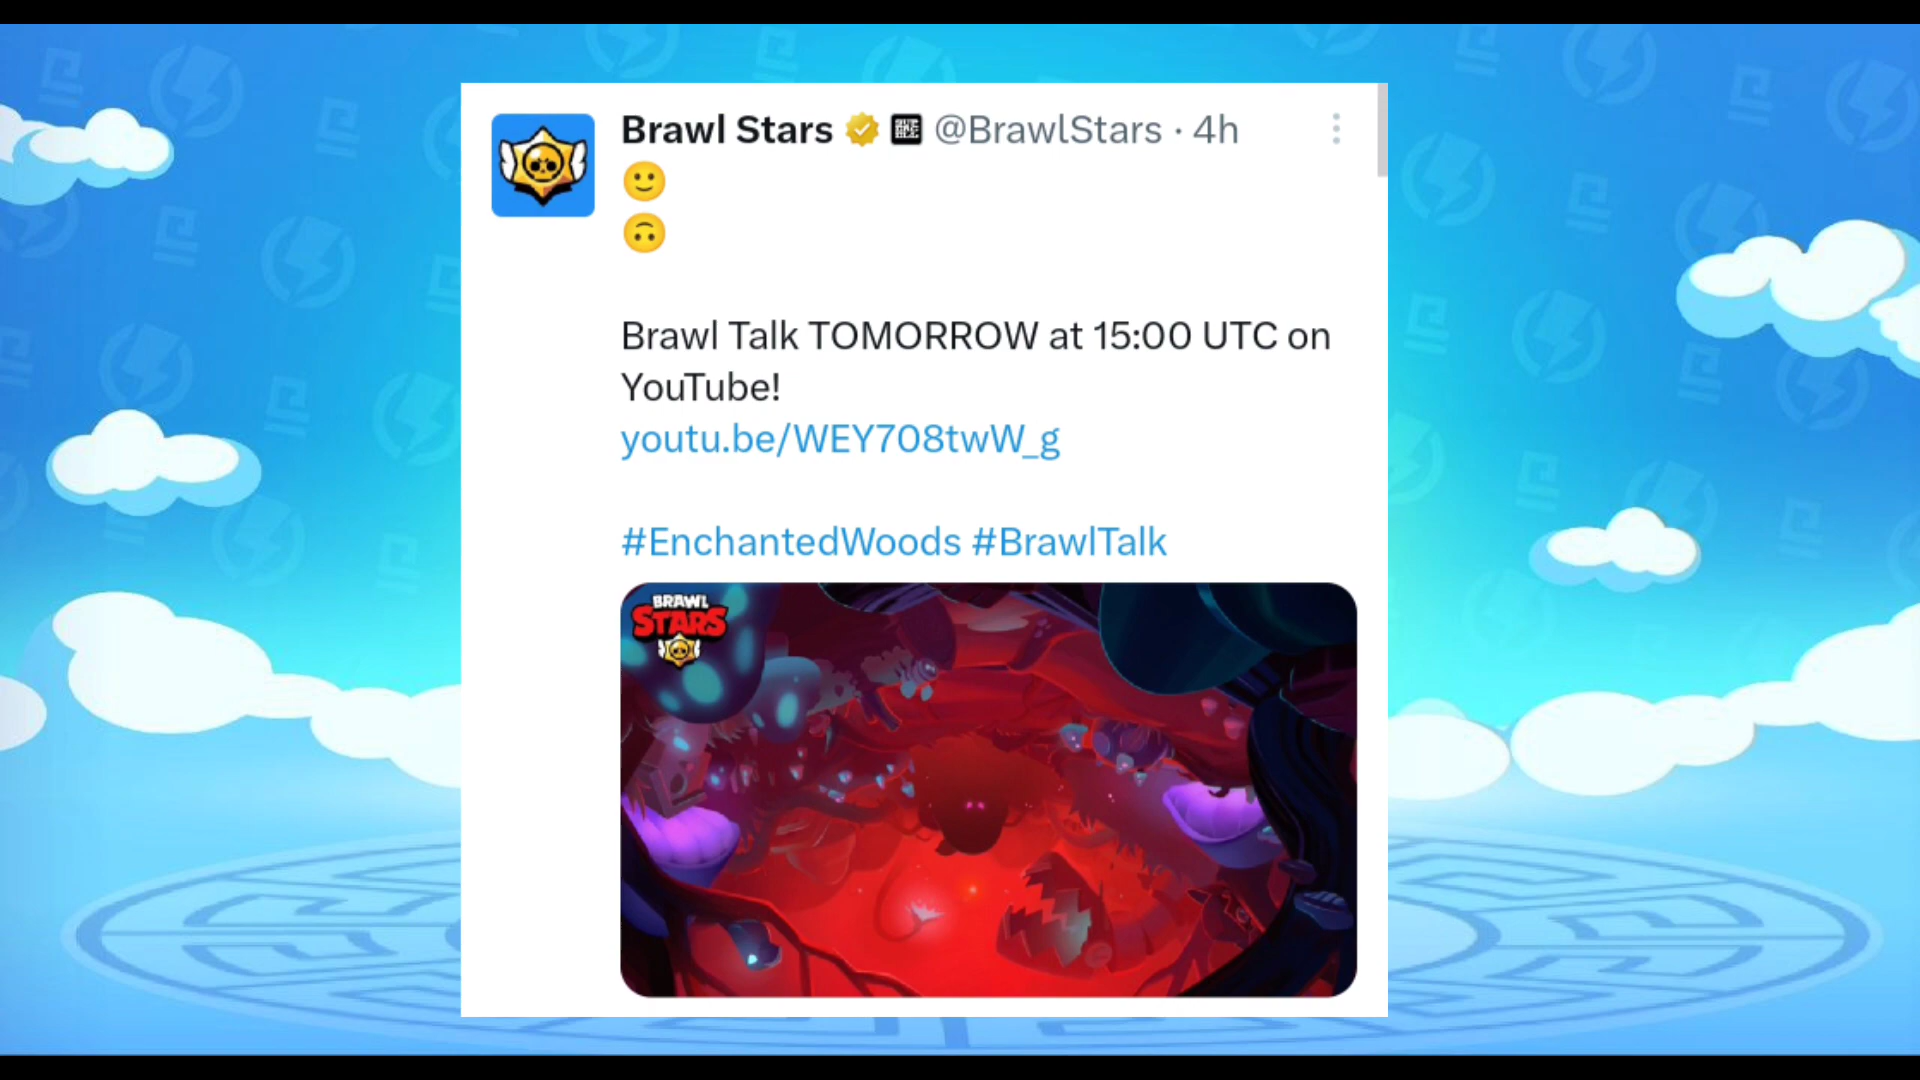 Brawl Stars @BrawlStars · 4h
🙂
🙃
Brawl Talk TOMORROW at 15:00 UTC on
YouTube!
youtu.be/WEY708twW_g
#EnchantedWoods #BrawlTalk
BRAWL
STARS